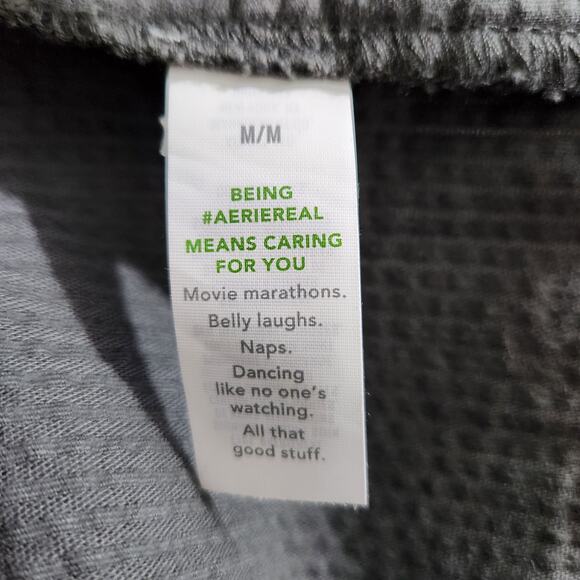 M/M
BEING
#AERIEREAL
MEANS CARING
FOR YOU
Movie marathons.
Belly laughs.
Naps.
Dancing
like no one's
watching.
All that
good stuff.